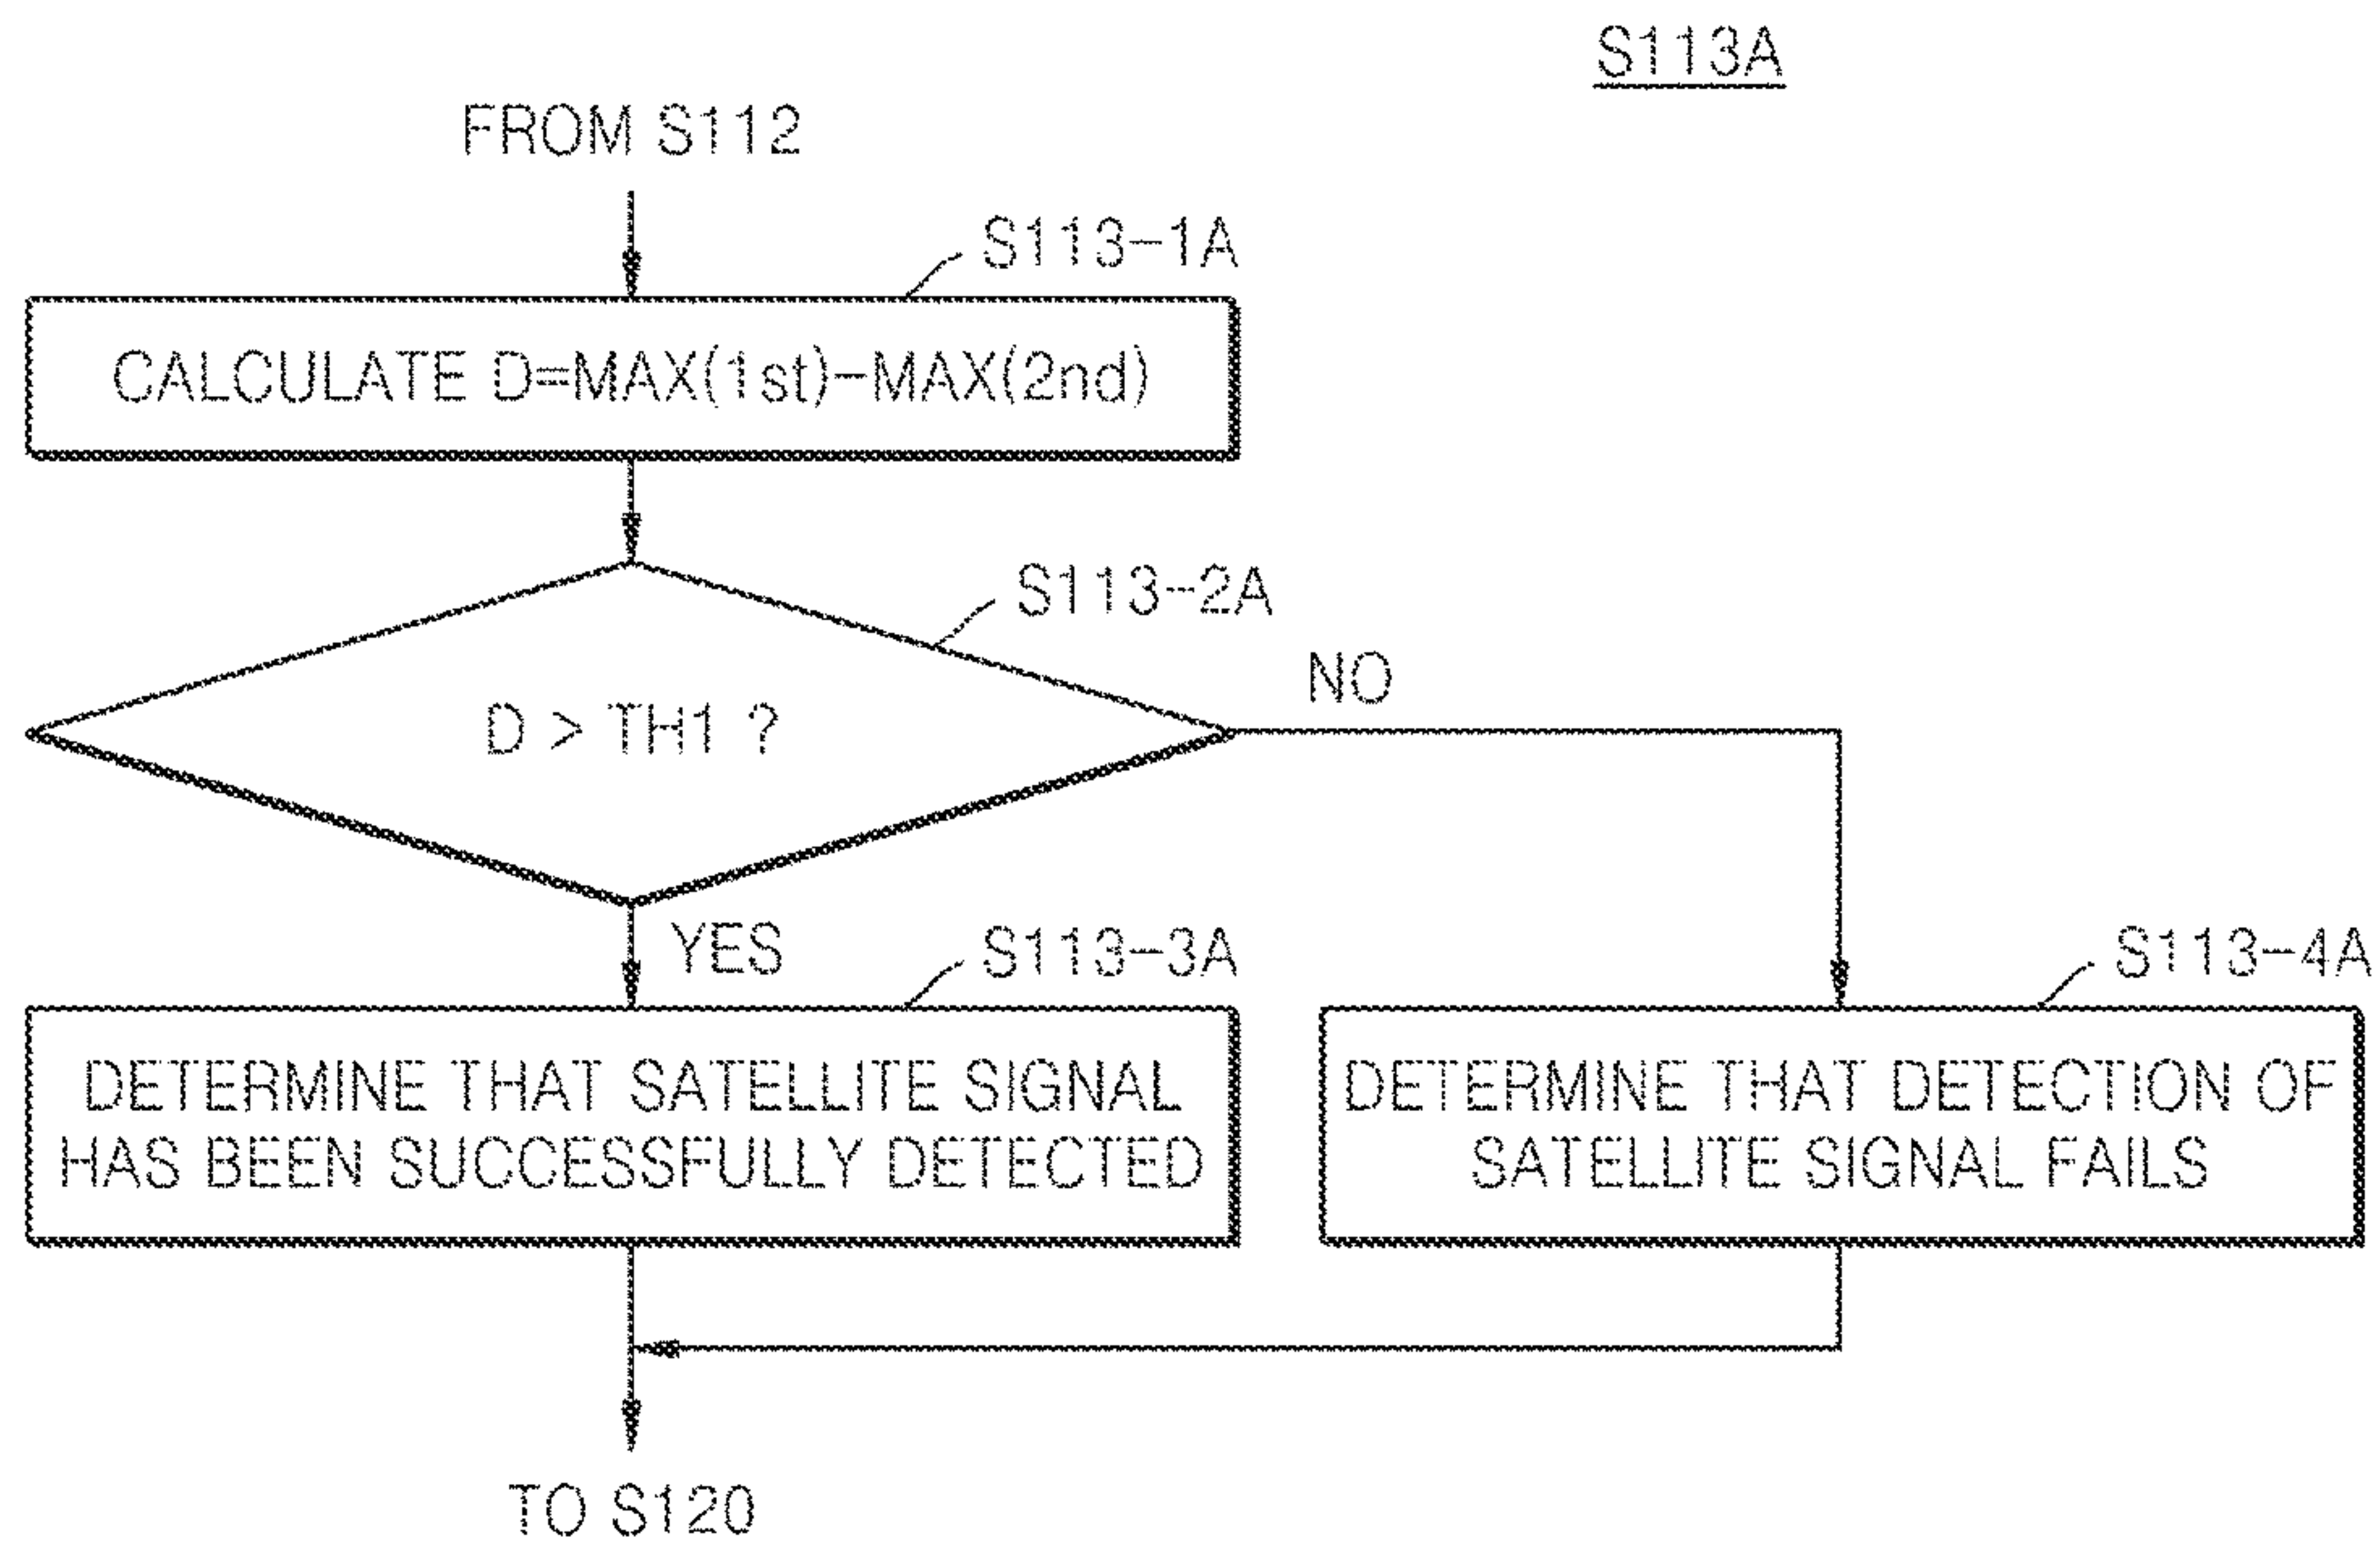 S113A
FROM S112
S113-1A
CALCULATE D=MAX(1st)-MAX(2nd)
S113-2A
D > TH1 ?
NO
YES
S113-3A
S113-4A
DETERMINE THAT SATELLITE SIGNAL
HAS BEEN SUCCESSFULLY DETECTED
DETERMINE THAT DETECTION OF
SATELLITE SIGNAL FAILS
TO S120